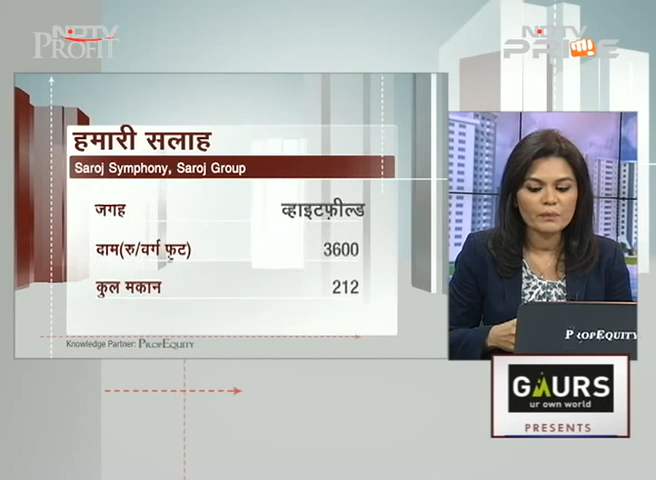 NDTV
PROFIT
NDTV
PRIME
हमारी सलाह
Saroj Symphony, Saroj Group
जगह व्हाइटफ़ील्ड
दाम(रु/वर्ग फुट) 3600
कुल मकान 212
Knowledge Partner: PROPEQUITY
PROPEQUITY
GAURS
ur own world
PRESENTS